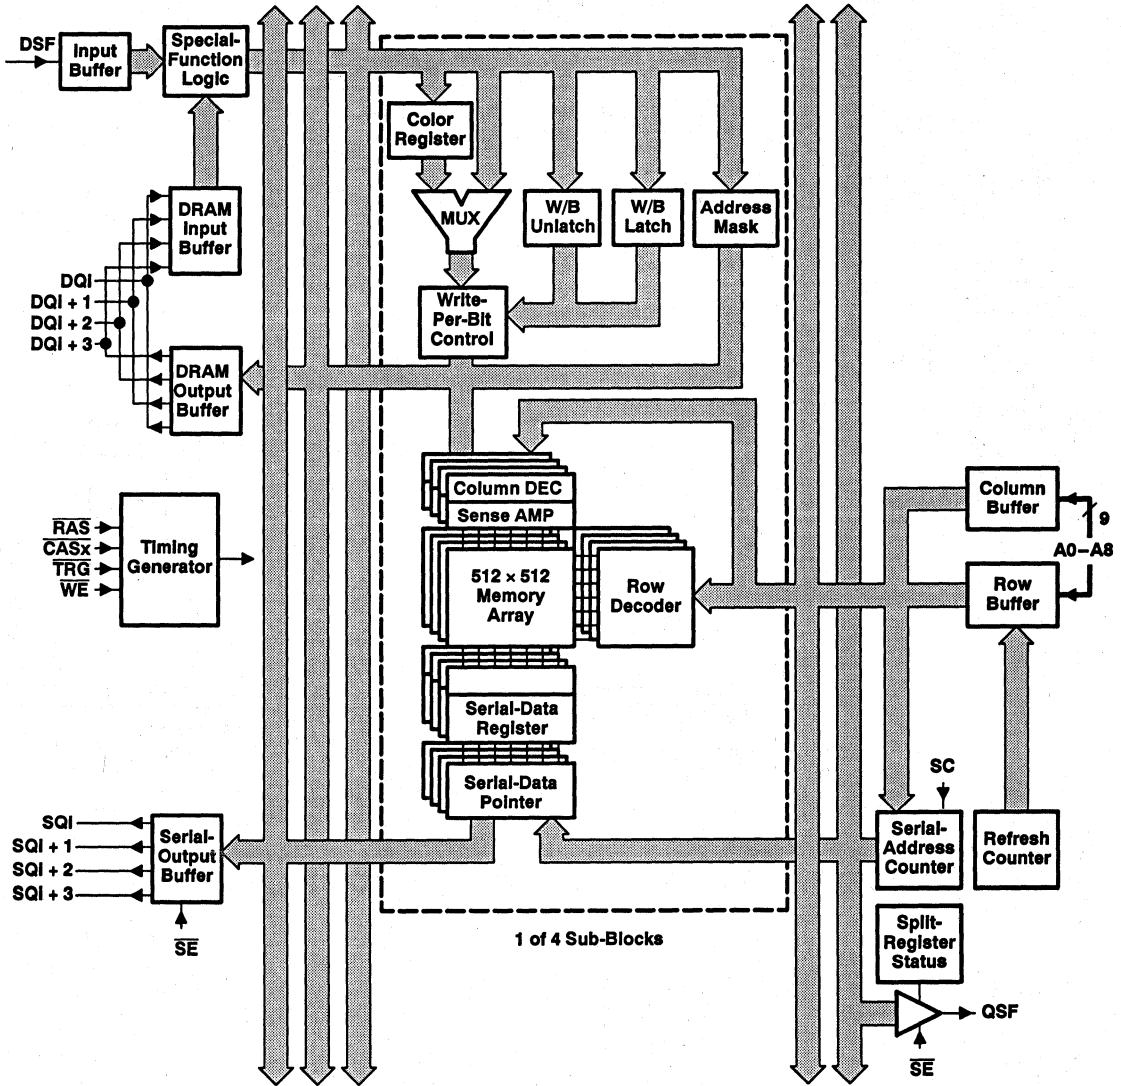 DSF
Input
Buffer
Special-
Function
Logic
Color
Register
MUX
W/B
Unlatch
W/B
Latch
Address
Mask
DRAM
Input
Buffer
DQI
DQI + 1
DQI + 2
DQI + 3
DRAM
Output
Buffer
Write-
Per-Bit
Control
Column DEC
Sense AMP
512 × 512
Memory
Array
Row
Decoder
Column
Buffer
9
A0–A8
Row
Buffer
RAS
CASx
TRG
WE
Timing
Generator
Serial-Data
Register
Serial-Data
Pointer
SC
Serial-
Address
Counter
Refresh
Counter
SQI
SQI + 1
SQI + 2
SQI + 3
Serial-
Output
Buffer
SE
1 of 4 Sub-Blocks
Split-
Register
Status
QSF
SE